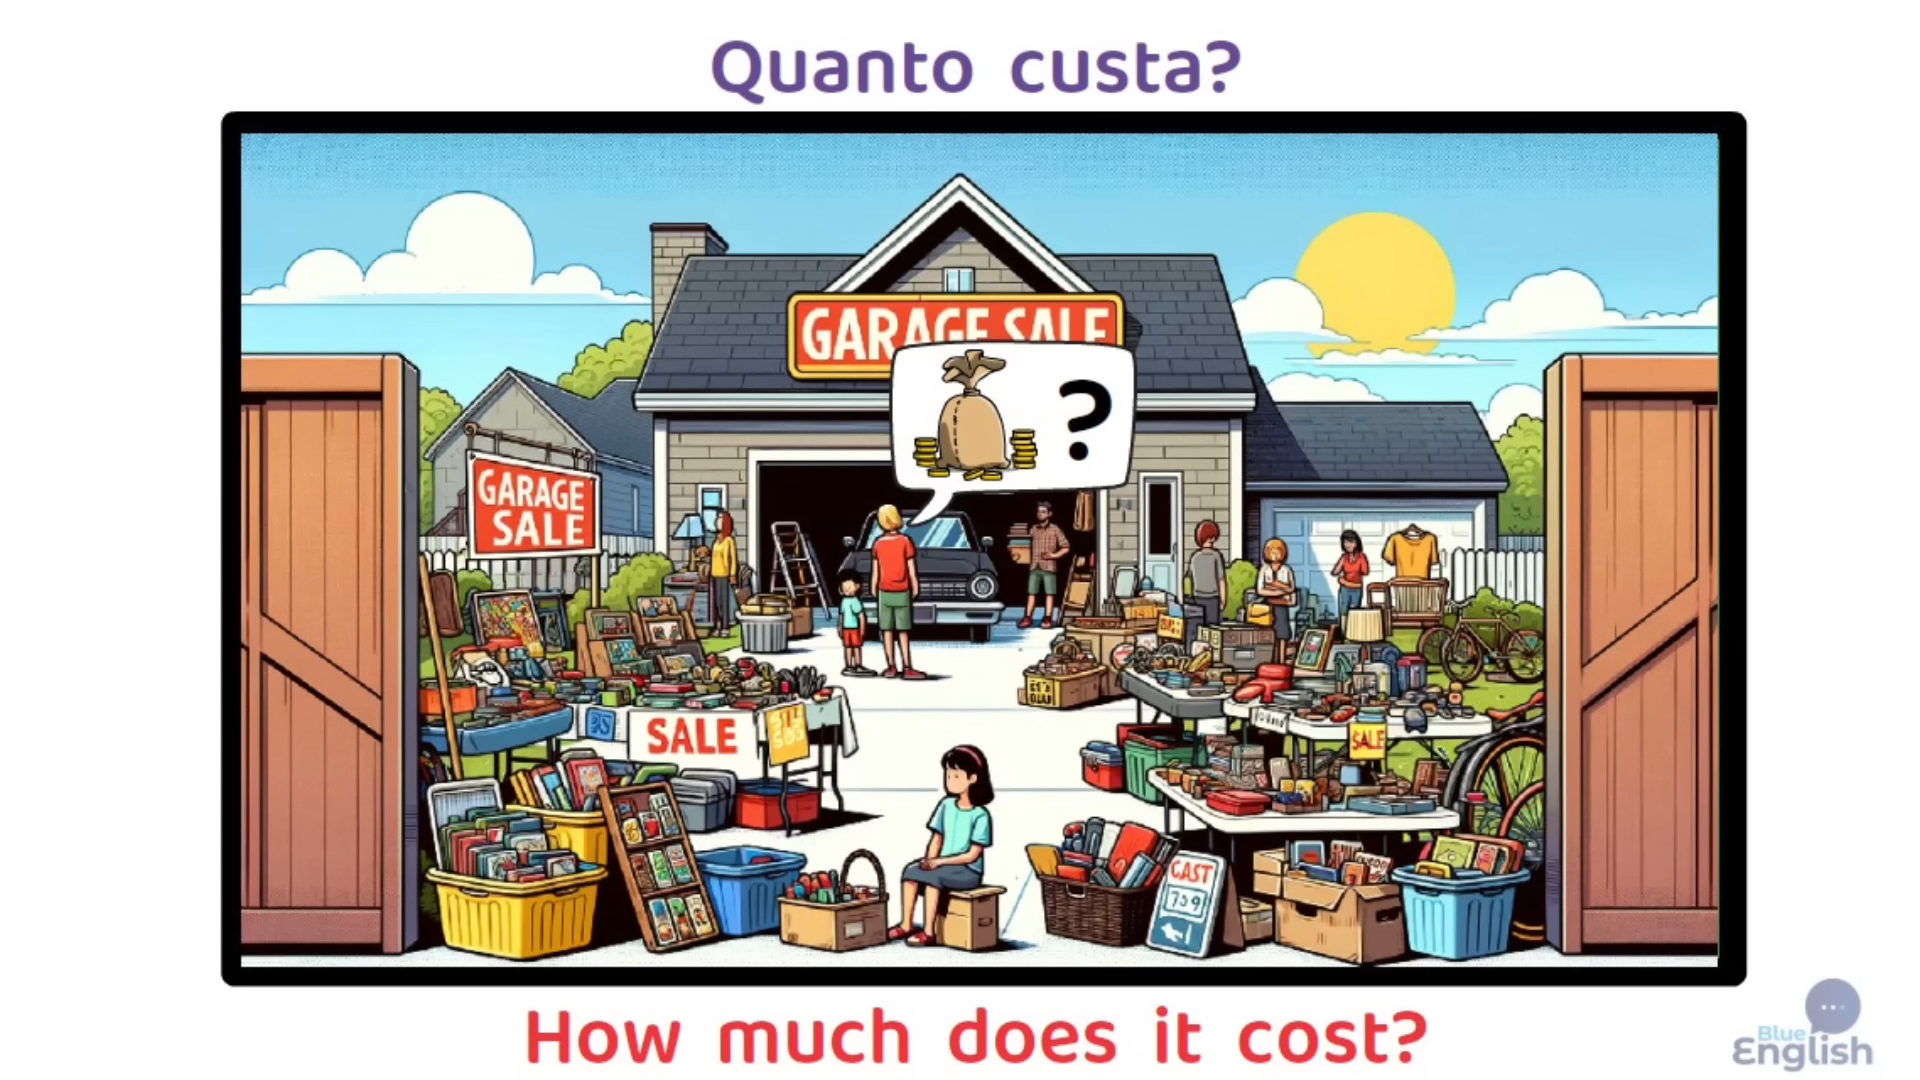 Quanto custa?
GARAGE SALE
?
GARAGE
SALE
SALE
SALE
CAST
How much does it cost?
Blue
English